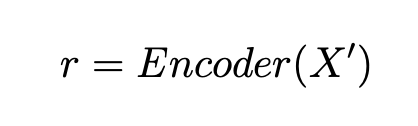 r = Encoder(X′)